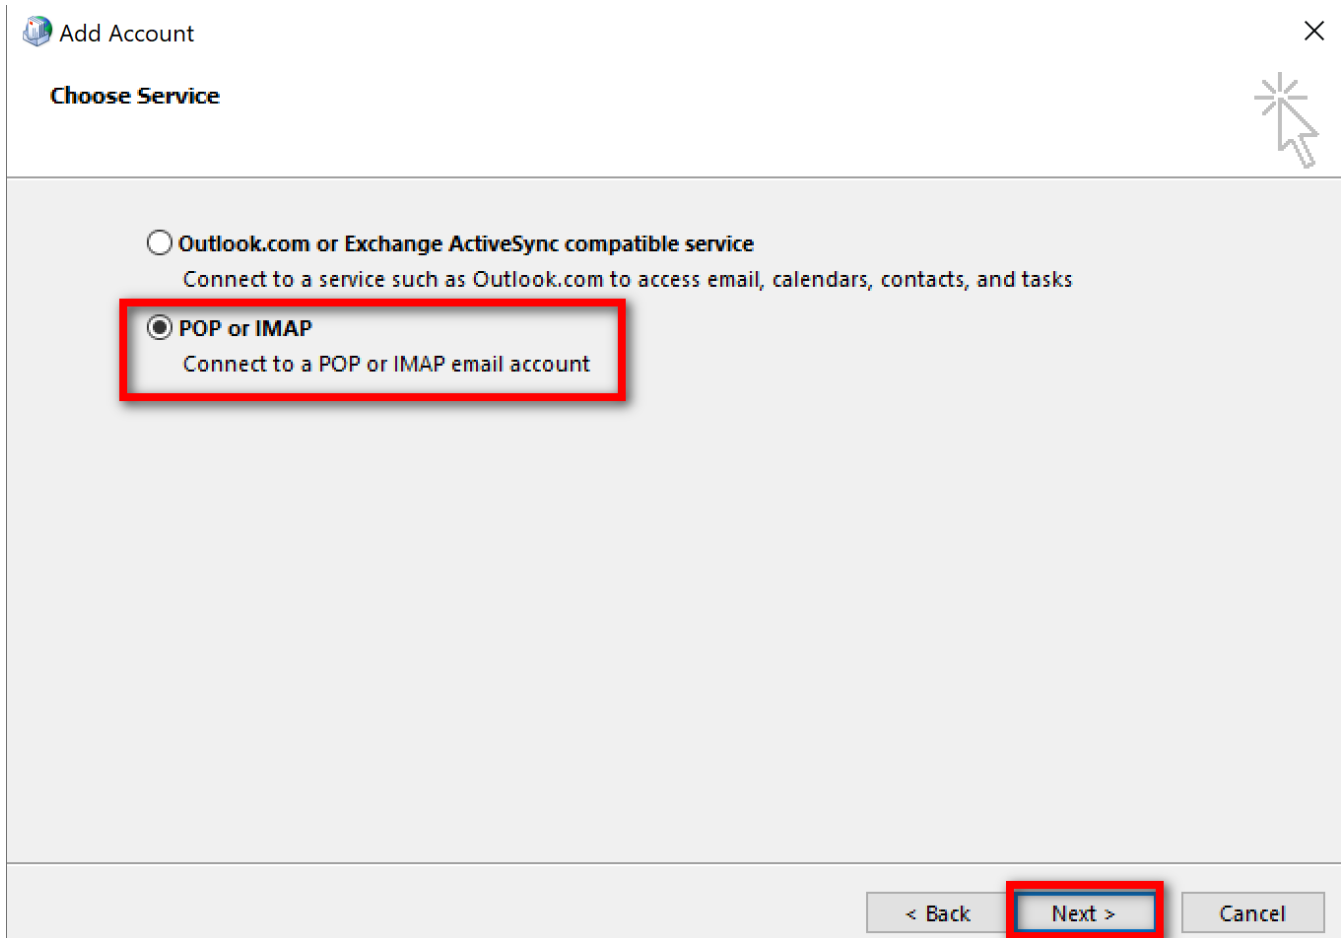 Add Account
Choose Service
Outlook.com or Exchange ActiveSync compatible service
Connect to a service such as Outlook.com to access email, calendars, contacts, and tasks
POP or IMAP
Connect to a POP or IMAP email account
< Back
Next >
Cancel